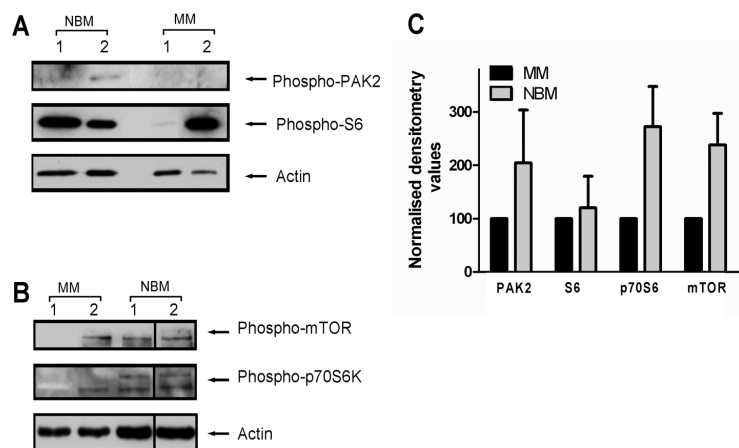 A
NBM
MM
1 2
1 2
Phospho-PAK2
Phospho-S6
Actin
B
MM
NBM
1 2
1 2
Phospho-mTOR
Phospho-p70S6K
Actin
C
MM
NBM
Normalised densitometry
values
300
200
100
0
PAK2 S6 p70S6 mTOR